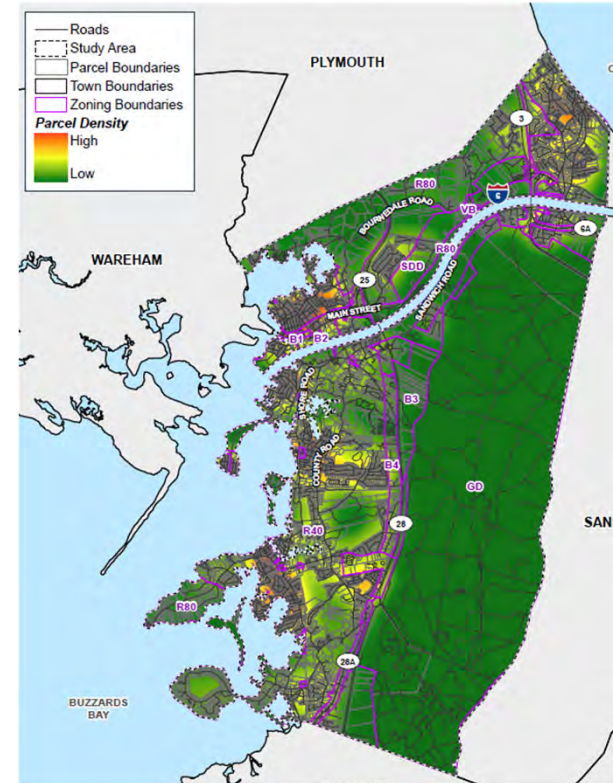 Roads
Study Area
Parcel Boundaries
Town Boundaries
Zoning Boundaries
Parcel Density
High
Low
PLYMOUTH
3
R80
6
BOURNEDALE ROAD
VB
6A
WAREHAM
R80
SDD
25
SANDWICH ROAD
MAIN STREET
B1
B2
SHORE ROAD
B3
COUNTY ROAD
B4
GD
28
SAN
R40
R80
28A
BUZZARDS
BAY